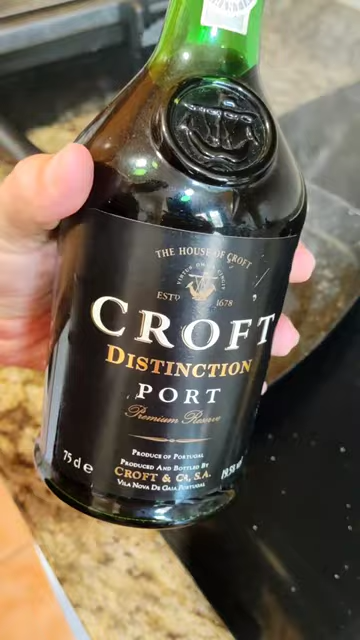 THE HOUSE OF CROFT
ESTD 1678
CROFT
DISTINCTION
PORT
Premium Reserve
PRODUCE OF PORTUGAL
PRODUCED AND BOTTLED BY
75 cl e CROFT & CA, S.A.
VILA NOVA DE GAIA PORTUGAL